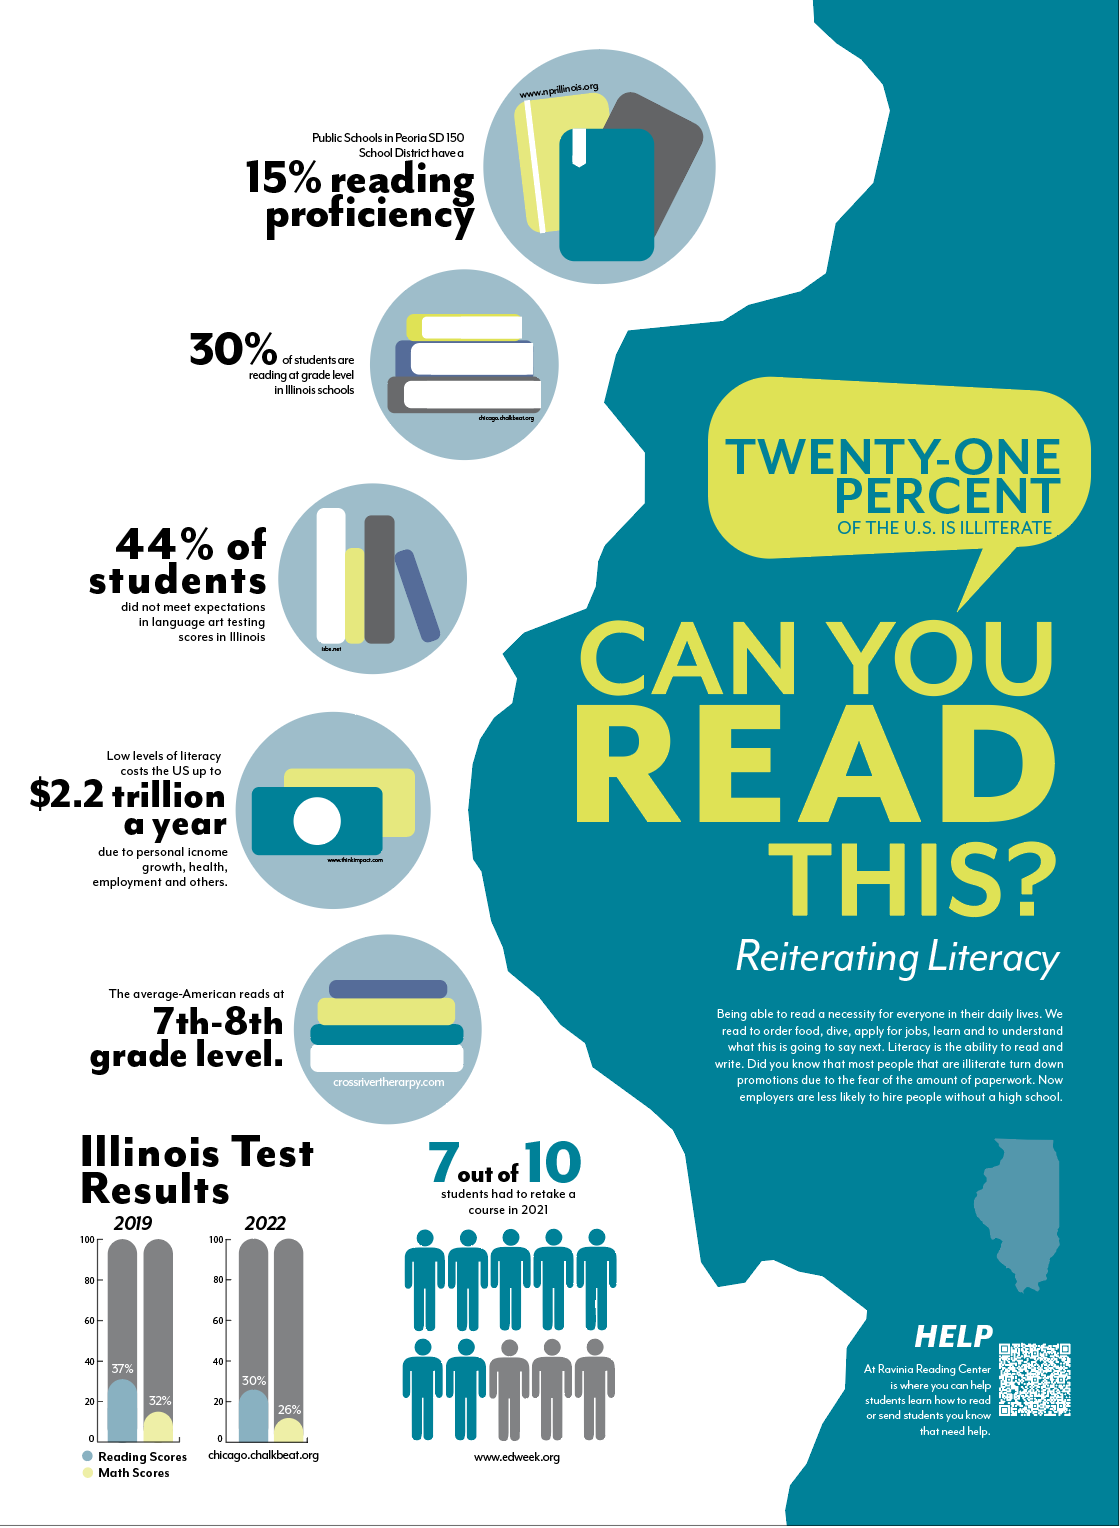 www.nprillinois.org
Public Schools in Peoria SD 150
School District have a
15% reading
proficiency
30% of students are
reading at grade level
in Illinois schools
chicago.chalkbeat.org
44% of
students
did not meet expectations
in language art testing
scores in Illinois
isbe.net
Low levels of literacy
costs the US up to
$2.2 trillion
a year
due to personal icnome
growth, health,
employment and others.
www.thinkimpact.com
The average-American reads at
7th-8th
grade level.
crossrivertherarpy.com
Illinois Test
Results
2019
100
80
60
40
20
0
37%
32%
2022
100
80
60
40
20
0
30%
26%
Reading Scores
Math Scores
chicago.chalkbeat.org
7 out of 10
students had to retake a
course in 2021
www.edweek.org
TWENTY-ONE
PERCENT
OF THE U.S. IS ILLITERATE
CAN YOU
READ
THIS?
Reiterating Literacy
Being able to read a necessity for everyone in their daily lives. We
read to order food, dive, apply for jobs, learn and to understand
what this is going to say next. Literacy is the ability to read and
write. Did you know that most people that are illiterate turn down
promotions due to the fear of the amount of paperwork. Now
employers are less likely to hire people without a high school.
HELP
At Ravinia Reading Center
is where you can help
students learn how to read
or send students you know
that need help.